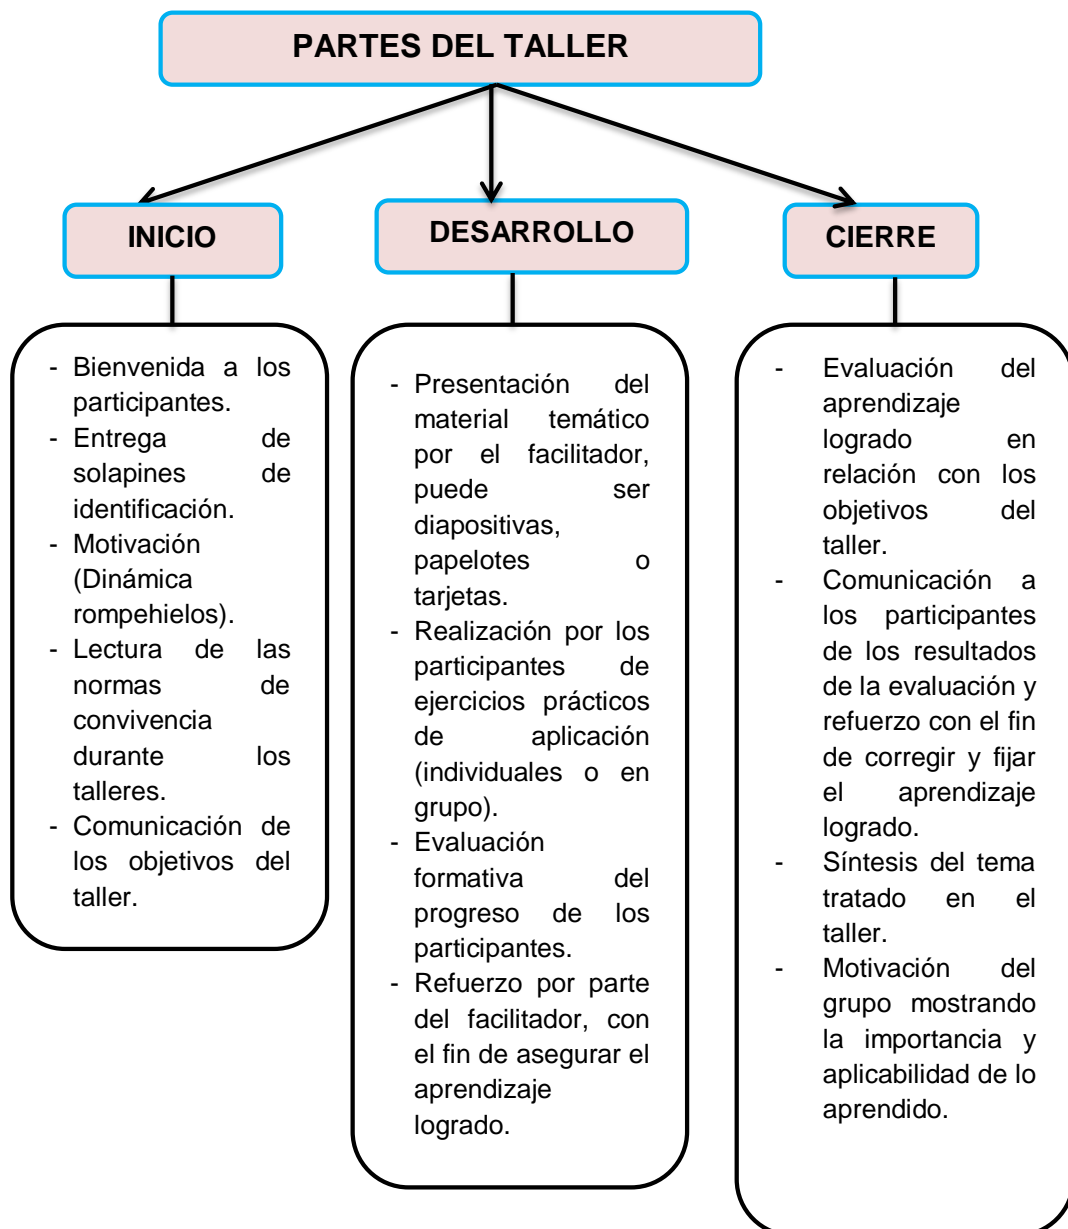 PARTES DEL TALLER
INICIO
DESARROLLO
CIERRE
- Bienvenida a los
participantes.
- Entrega de
solapines de
identificación.
- Motivación
(Dinámica
rompehielos).
- Lectura de las
normas de
convivencia
durante los
talleres.
- Comunicación de
los objetivos del
taller.
- Presentación del
material temático
por el facilitador,
puede ser
diapositivas,
papelotes o
tarjetas.
- Realización por los
participantes de
ejercicios prácticos
de aplicación
(individuales o en
grupo).
- Evaluación
formativa del
progreso de los
participantes.
- Refuerzo por parte
del facilitador, con
el fin de asegurar el
aprendizaje
logrado.
- Evaluación del
aprendizaje
logrado en
relación con los
objetivos del
taller.
- Comunicación a
los participantes
de los resultados
de la evaluación y
refuerzo con el fin
de corregir y fijar
el aprendizaje
logrado.
- Síntesis del tema
tratado en el
taller.
- Motivación del
grupo mostrando
la importancia y
aplicabilidad de lo
aprendido.